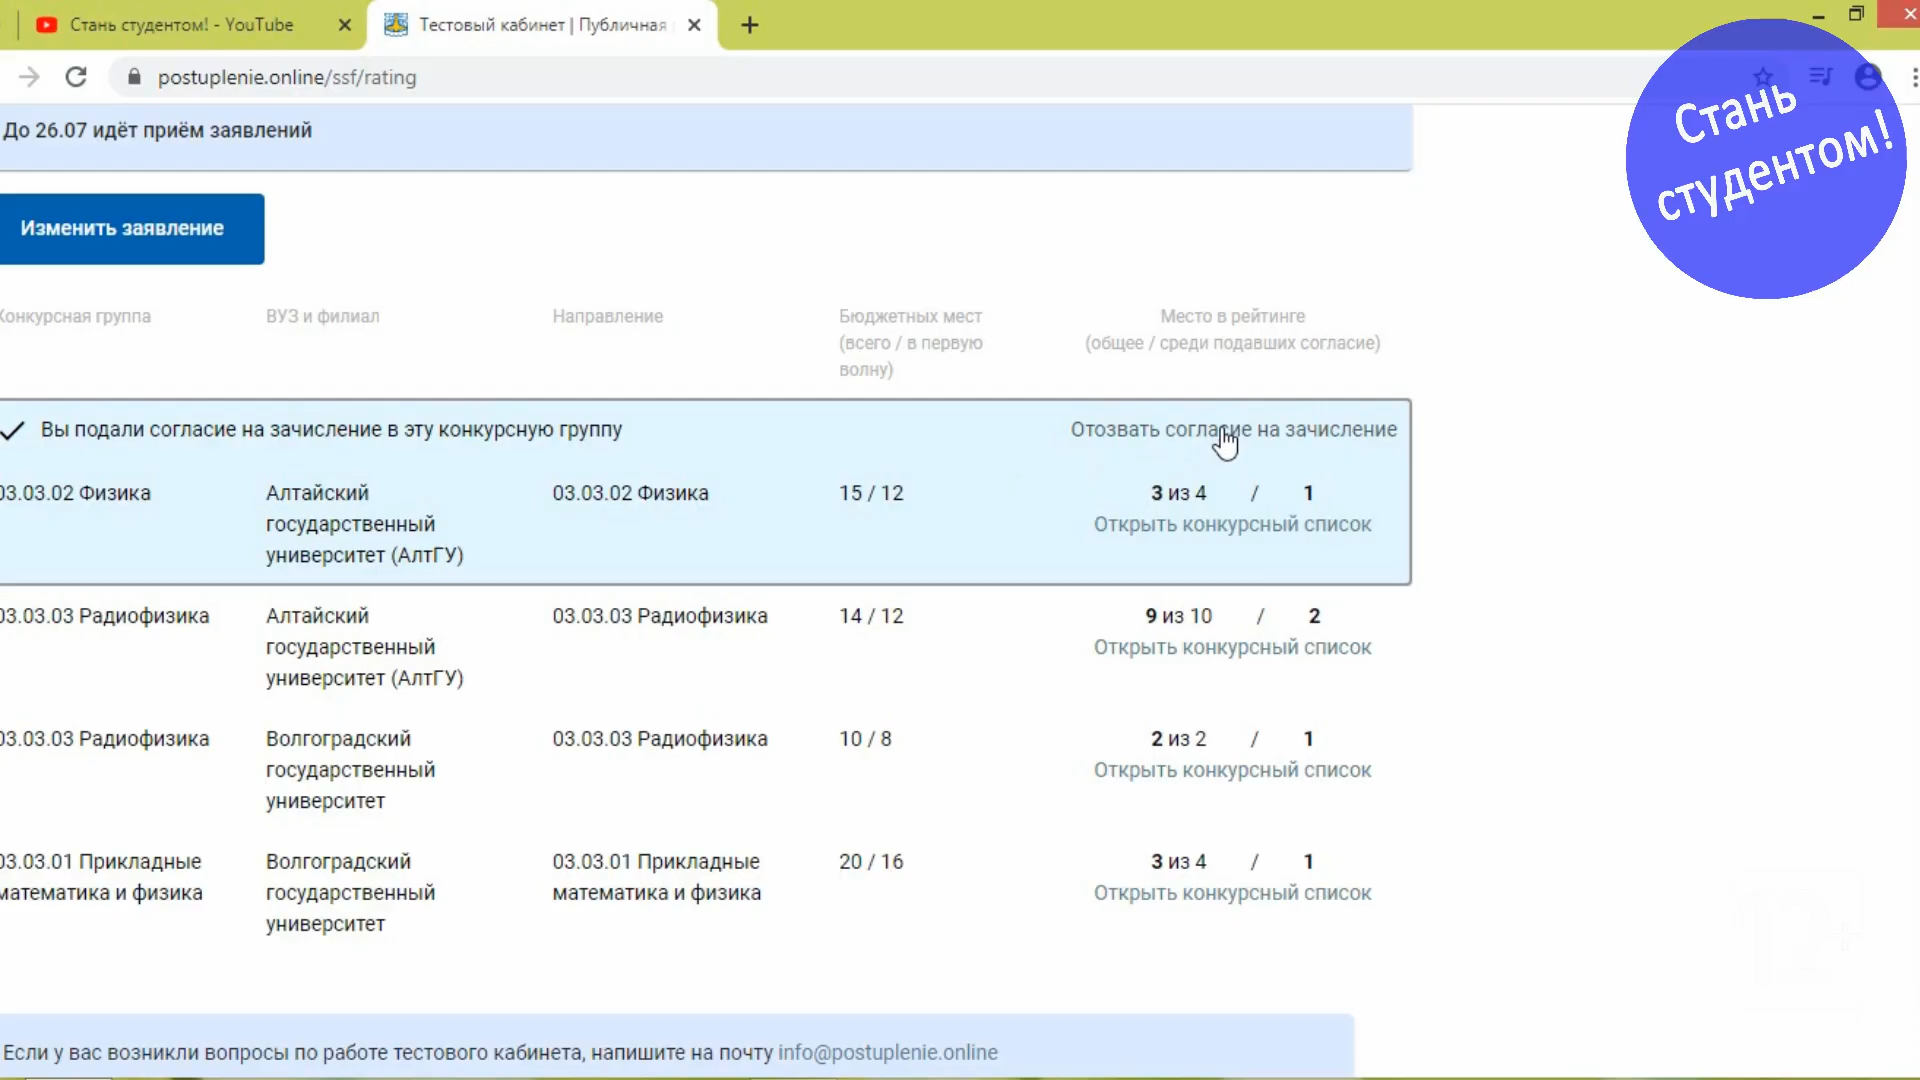 Стань студентом! - YouTube
Тестовый кабинет | Публичная
postuplenie.online/ssf/rating
Стань
студентом!
До 26.07 идёт приём заявлений
Изменить заявление
Конкурсная группа
ВУЗ и филиал
Направление
Бюджетных мест
(всего / в первую
волну)
Место в рейтинге
(общее / среди подавших согласие)
Вы подали согласие на зачисление в эту конкурсную группу
Отозвать согласие на зачисление
03.03.02 Физика
Алтайский
государственный
университет (АлтГУ)
03.03.02 Физика
15 / 12
3 из 4 / 1
Открыть конкурсный список
03.03.03 Радиофизика
Алтайский
государственный
университет (АлтГУ)
03.03.03 Радиофизика
14 / 12
9 из 10 / 2
Открыть конкурсный список
03.03.03 Радиофизика
Волгоградский
государственный
университет
03.03.03 Радиофизика
10 / 8
2 из 2 / 1
Открыть конкурсный список
03.03.01 Прикладные
математика и физика
Волгоградский
государственный
университет
03.03.01 Прикладные
математика и физика
20 / 16
3 из 4 / 1
Открыть конкурсный список
Если у вас возникли вопросы по работе тестового кабинета, напишите на почту info@postuplenie.online